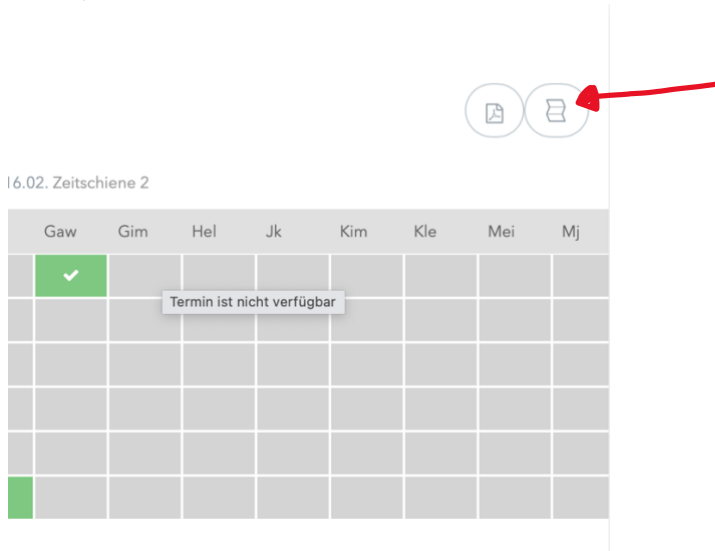 16.02. Zeitschiene 2
Gaw Gim Hel Jk Kim Kle Mei Mj
Termin ist nicht verfügbar